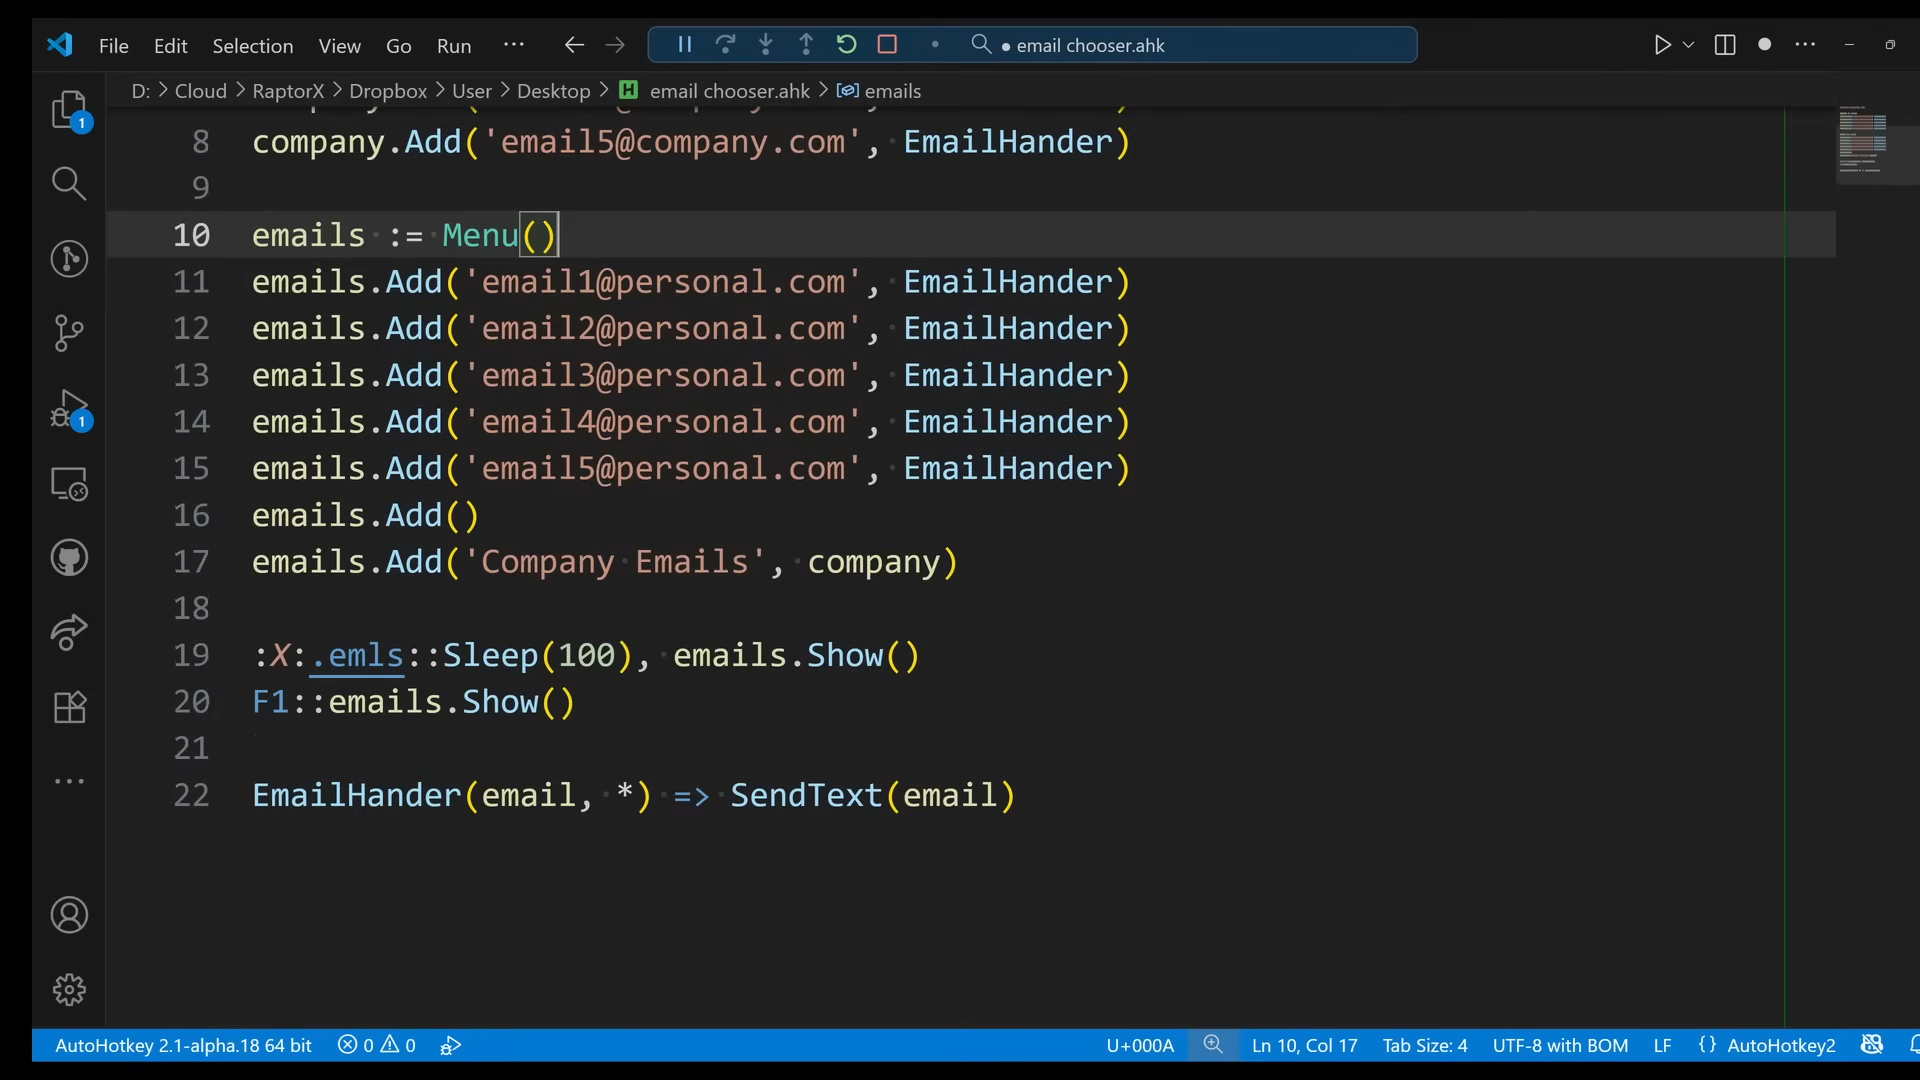 File Edit Selection View Go Run ··· email chooser.ahk
D: > Cloud > RaptorX > Dropbox > User > Desktop > email chooser.ahk > emails
8 company.Add('email5@company.com', EmailHander)
9
10 emails := Menu()
11 emails.Add('email1@personal.com', EmailHander)
12 emails.Add('email2@personal.com', EmailHander)
13 emails.Add('email3@personal.com', EmailHander)
14 emails.Add('email4@personal.com', EmailHander)
15 emails.Add('email5@personal.com', EmailHander)
16 emails.Add()
17 emails.Add('Company Emails', company)
18
19 :X:.emls::Sleep(100), emails.Show()
20 F1::emails.Show()
21
22 EmailHander(email, *) => SendText(email)
1
1
AutoHotkey 2.1-alpha.18 64 bit 0 0 U+000A Ln 10, Col 17 Tab Size: 4 UTF-8 with BOM LF {} AutoHotkey2